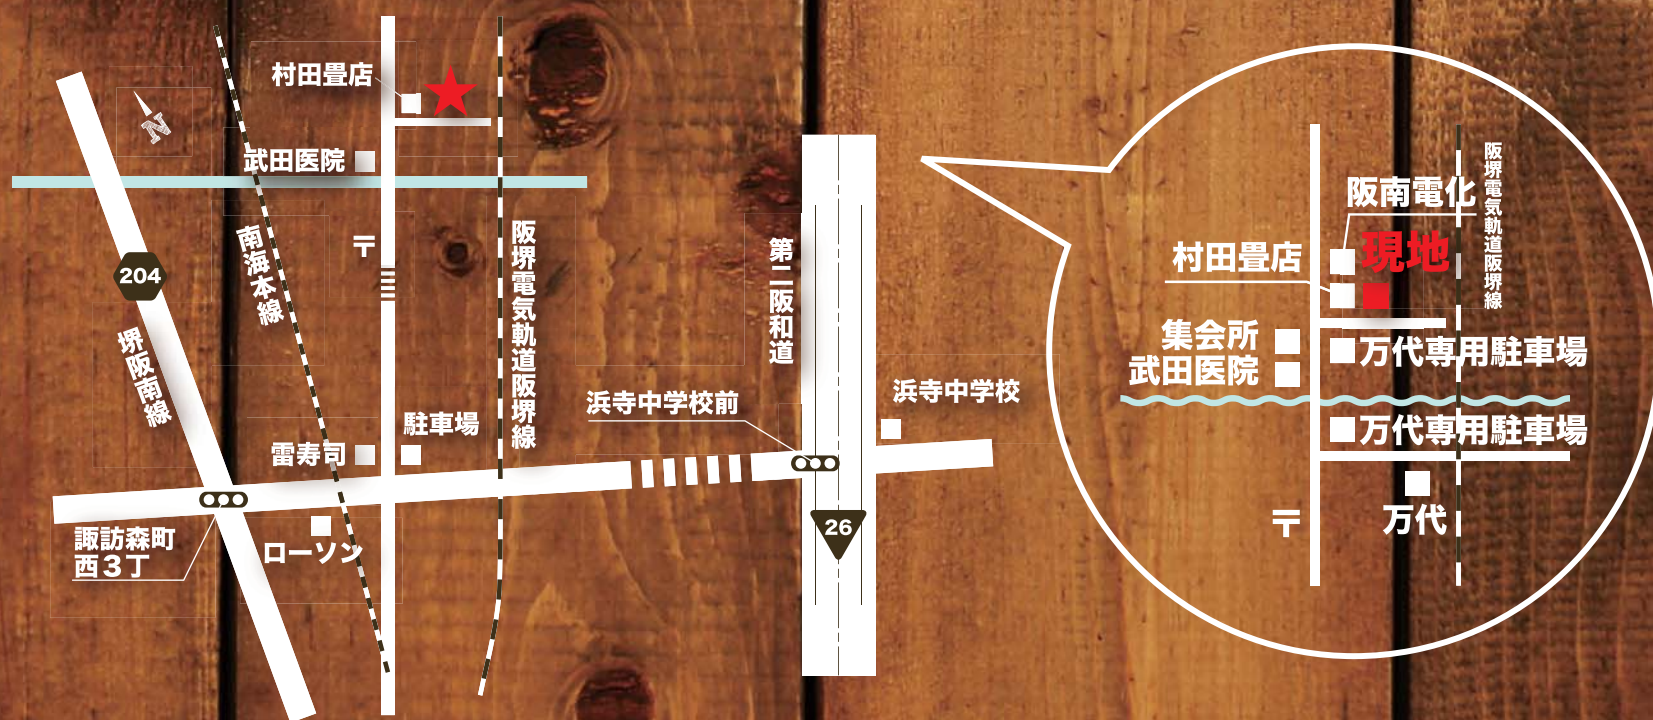 村田畳店
N
武田医院
〒
204
南海本線
堺阪南線
阪堺電気軌道阪堺線
第二阪和道
浜寺中学校前
浜寺中学校
駐車場
雷寿司
諏訪森町
西3丁
ローソン
26
阪堺電気軌道阪堺線
阪南電化
現地
村田畳店
集会所
武田医院
万代専用駐車場
万代専用駐車場
〒
万代